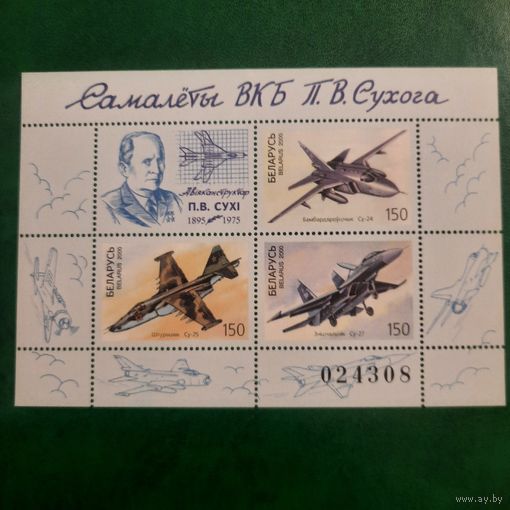 Самалёты ВКБ П.В.Сухога
Авіяканструктар
П.В. СУХІ
1895 1975
БЕЛАРУСЬ
BELARUS 2000
Бамбардзіроўшчык Су-24
150
БЕЛАРУСЬ
BELARUS 2000
Штурмавік Су-25
150
БЕЛАРУСЬ
BELARUS 2000
Знішчальнік Су-27
150
024308
www.ay.by